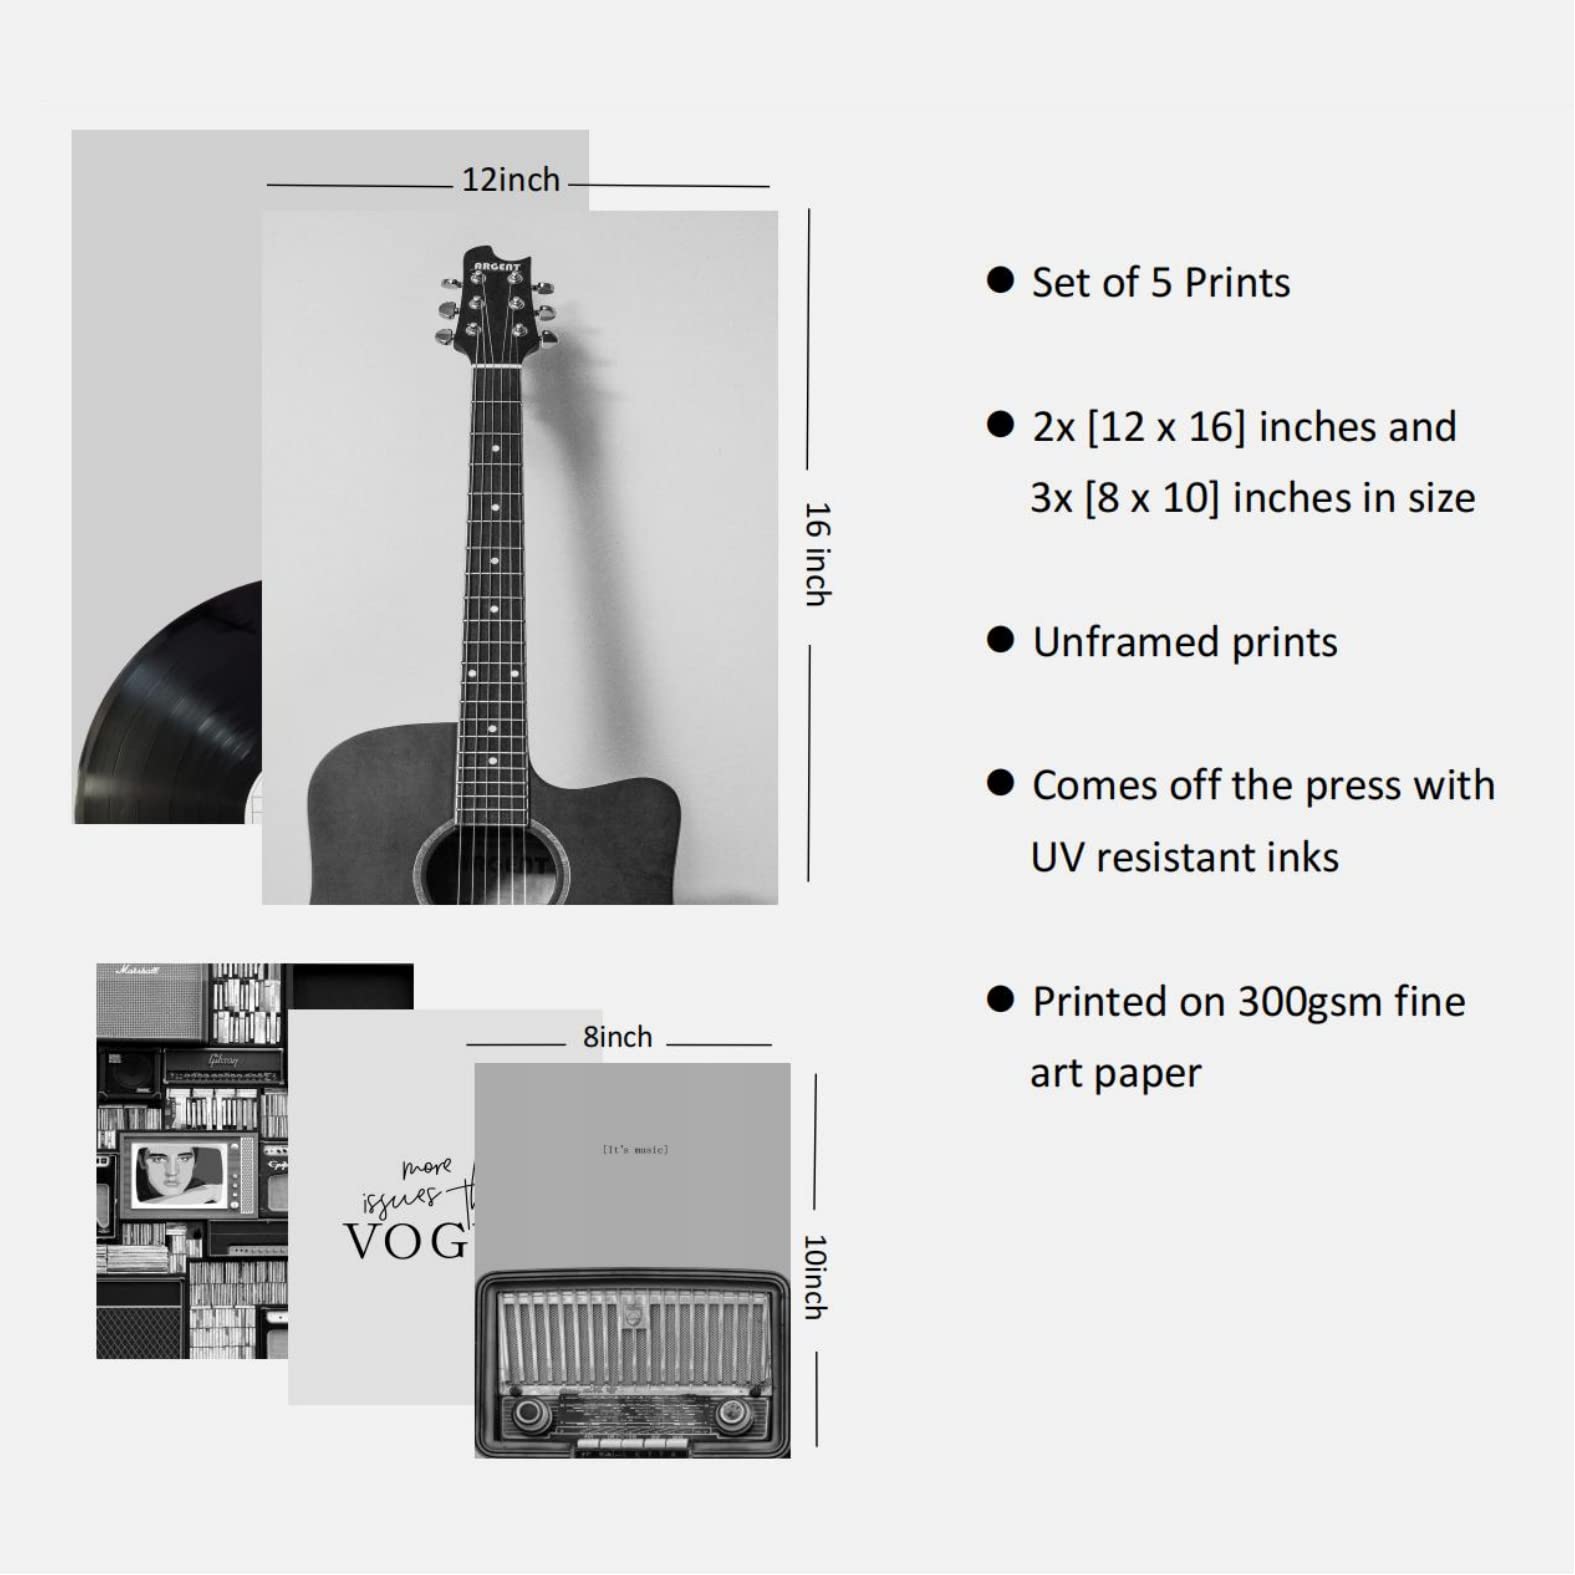 12inch
ARGENT
16 inch
ARGENT
Marshall
Gibson
8inch
more
issues th
VOG
[It's music]
10inch
● Set of 5 Prints
● 2x [12 x 16] inches and
3x [8 x 10] inches in size
● Unframed prints
● Comes off the press with
UV resistant inks
● Printed on 300gsm fine
art paper